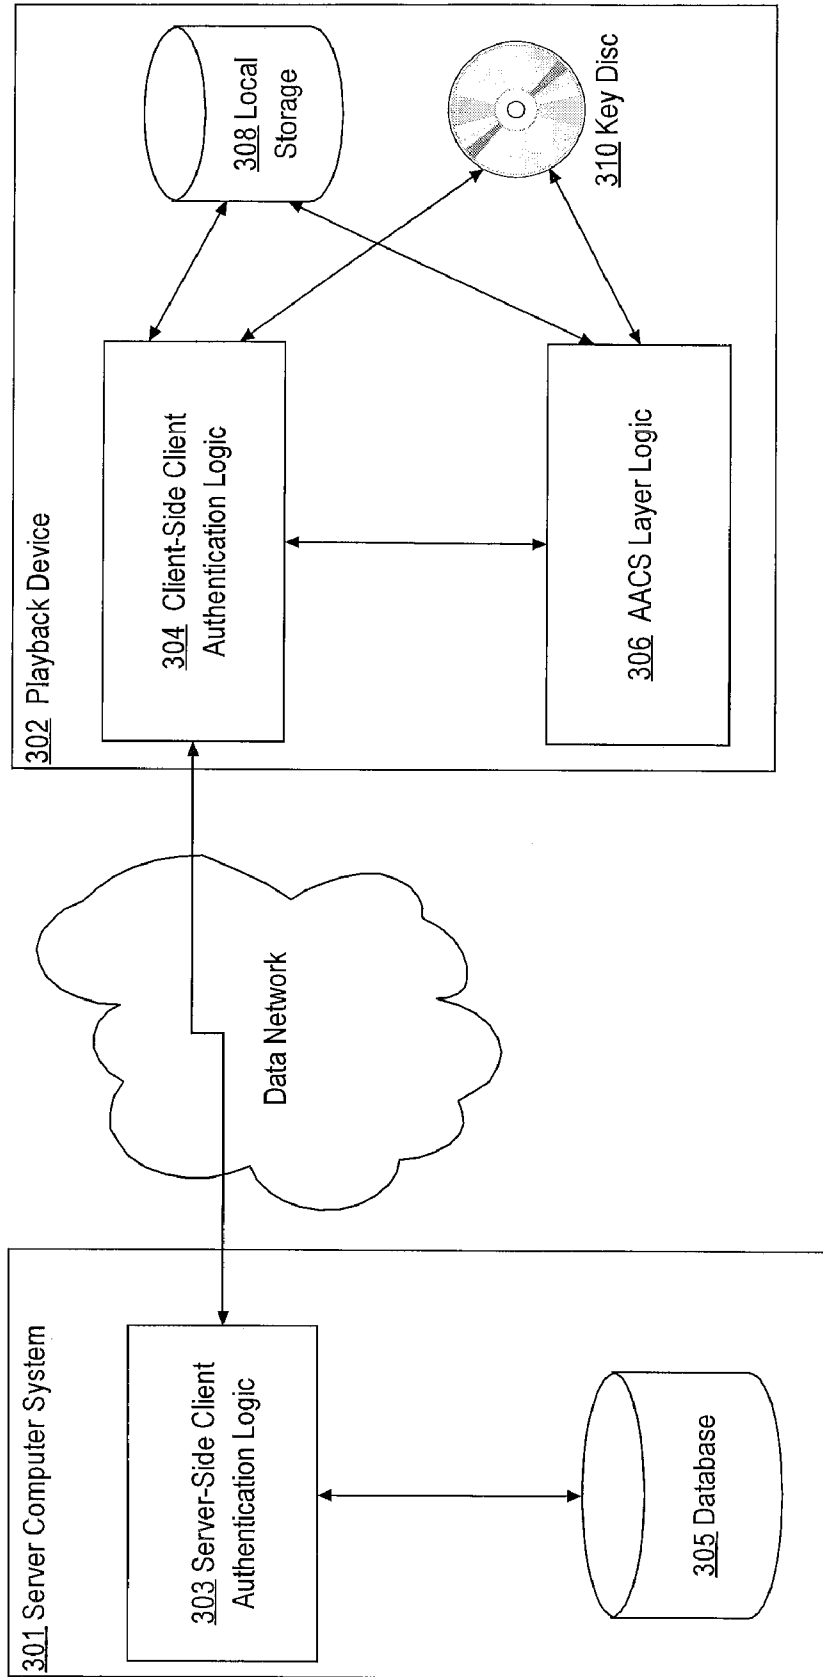 301 Server Computer System
303 Server-Side Client
Authentication Logic
305 Database
Data Network
302 Playback Device
304 Client-Side Client
Authentication Logic
306 AACS Layer Logic
308 Local
Storage
310 Key Disc